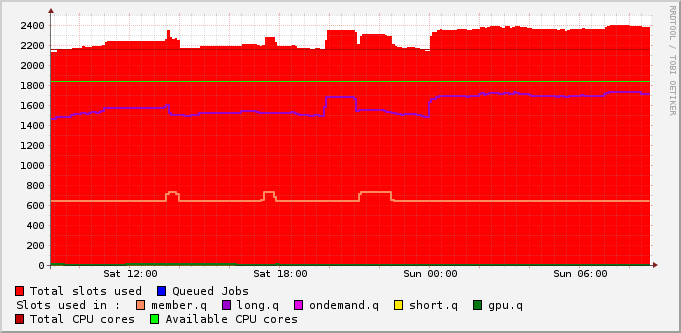 RRDTOOL / TOBI OETIKER
2400
2200
2000
1800
1600
1400
1200
1000
800
600
400
200
0
Sat 12:00 Sat 18:00 Sun 00:00 Sun 06:00
Total slots used Queued Jobs
Slots used in : member.q long.q ondemand.q short.q gpu.q
Total CPU cores Available CPU cores